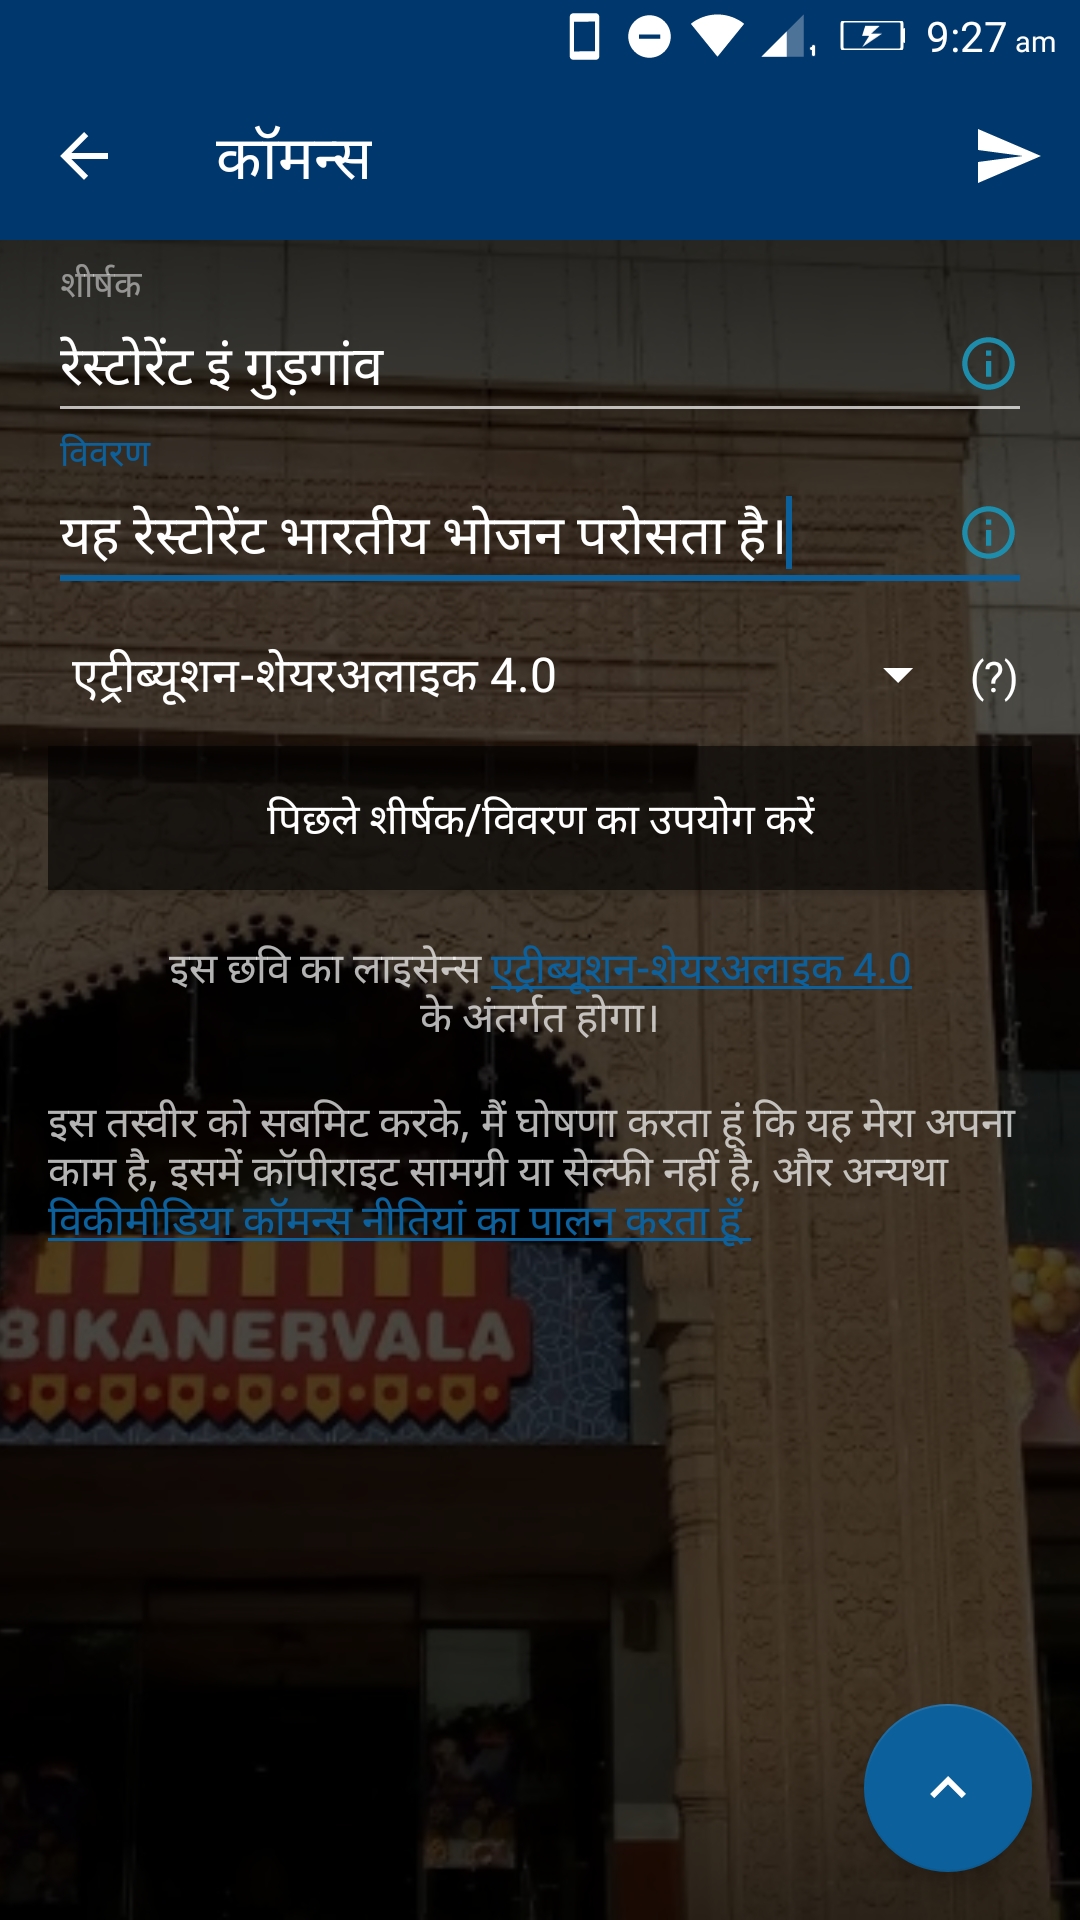 9:27 am
कॉमन्स
शीर्षक
रेस्टोरेंट इं गुड़गांव
विवरण
यह रेस्टोरेंट भारतीय भोजन परोसता है।
एट्रीब्यूशन-शेयरअलाइक 4.0 (?)
पिछले शीर्षक/विवरण का उपयोग करें
इस छवि का लाइसेन्स एट्रीब्यूशन-शेयरअलाइक 4.0
के अंतर्गत होगा।
इस तस्वीर को सबमिट करके, मैं घोषणा करता हूं कि यह मेरा अपना
काम है, इसमें कॉपीराइट सामग्री या सेल्फी नहीं है, और अन्यथा
विकीमीडिया कॉमन्स नीतियां का पालन करता हूँ
BIKANERVALA